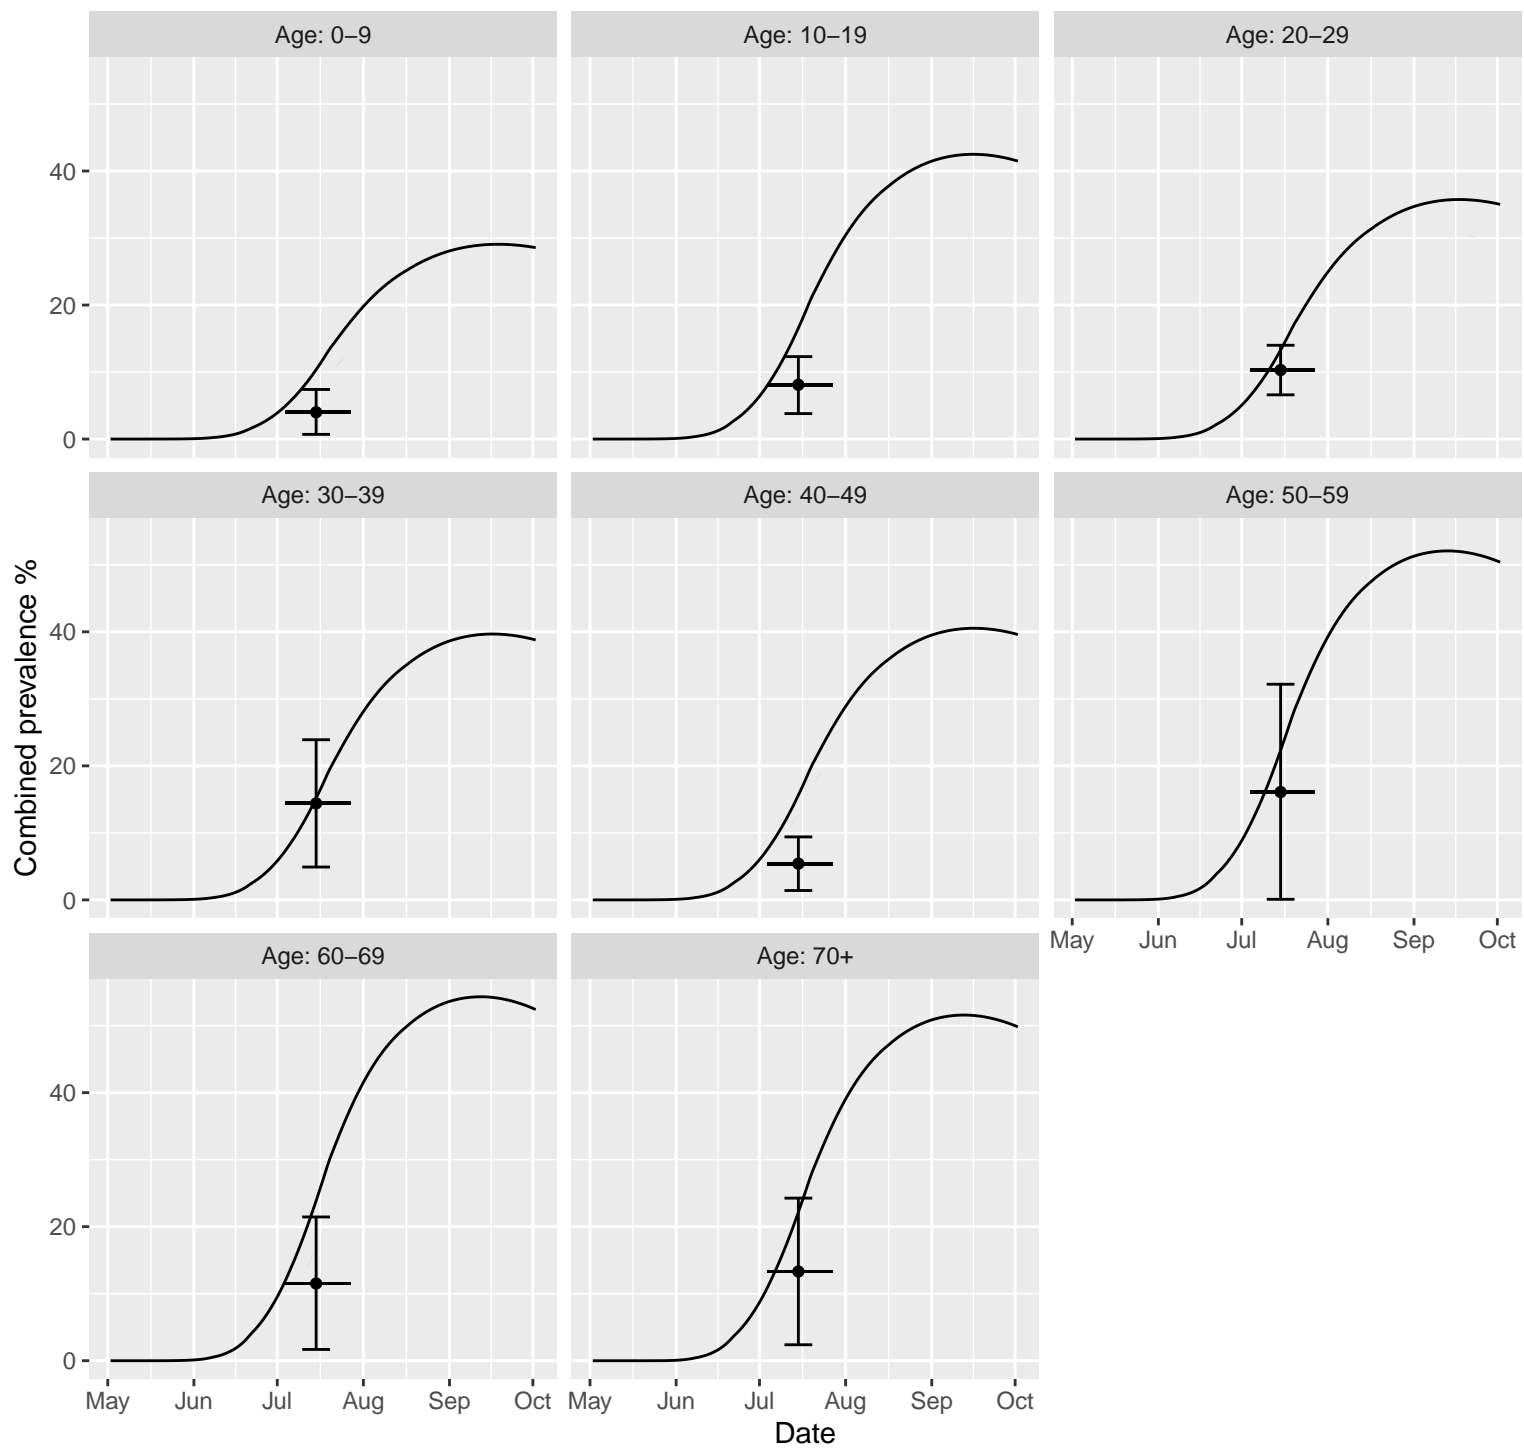 Age: 0–9
Age: 10–19
Age: 20–29
40
20
0
Age: 30–39
Age: 40–49
Age: 50–59
Combined prevalence %
40
20
0
May Jun Jul Aug Sep Oct
Age: 60–69
Age: 70+
40
20
0
May Jun Jul Aug Sep Oct
May Jun Jul Aug Sep Oct
Date